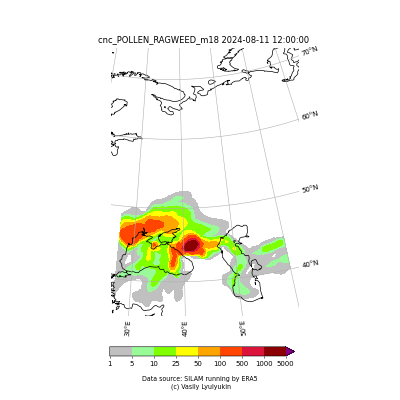 cnc_POLLEN_RAGWEED_m18 2024-08-11 12:00:00
70°N
60°N
50°N
40°N
30°E 40°E 50°E
1 5 10 25 50 100 500 1000 5000
Data source: SILAM running by ERA5
(c) Vasily Lyulyukin